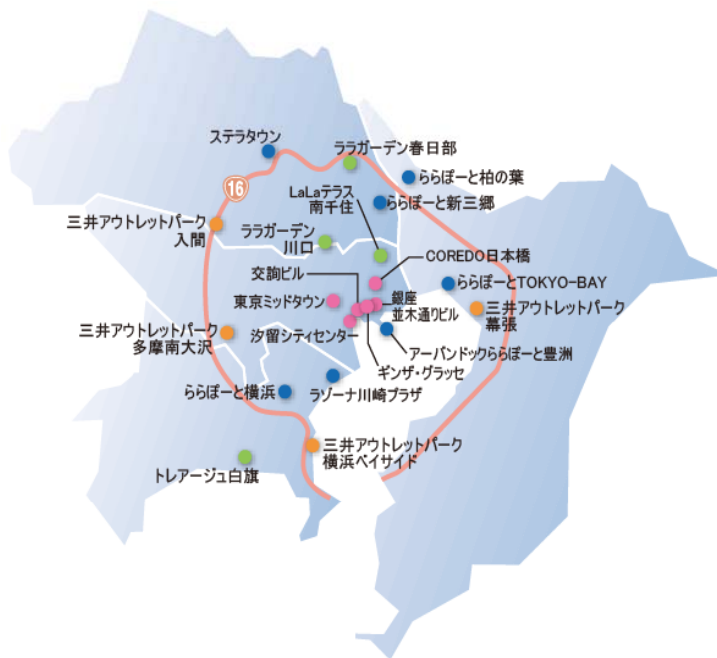 ステラタウン
ララガーデン春日部
ららぽーと柏の葉
16
LaLaテラス
南千住
ららぽーと新三郷
三井アウトレットパーク
入間
ララガーデン
川口
COREDO日本橋
交詢ビル
ららぽーとTOKYO-BAY
東京ミッドタウン
銀座
並木通りビル
三井アウトレットパーク
幕張
三井アウトレットパーク
多摩南大沢
汐留シティセンター
アーバンドックららぽーと豊洲
ギンザ・グラッセ
ららぽーと横浜
ラゾーナ川崎プラザ
三井アウトレットパーク
横浜ベイサイド
トレアージュ白旗